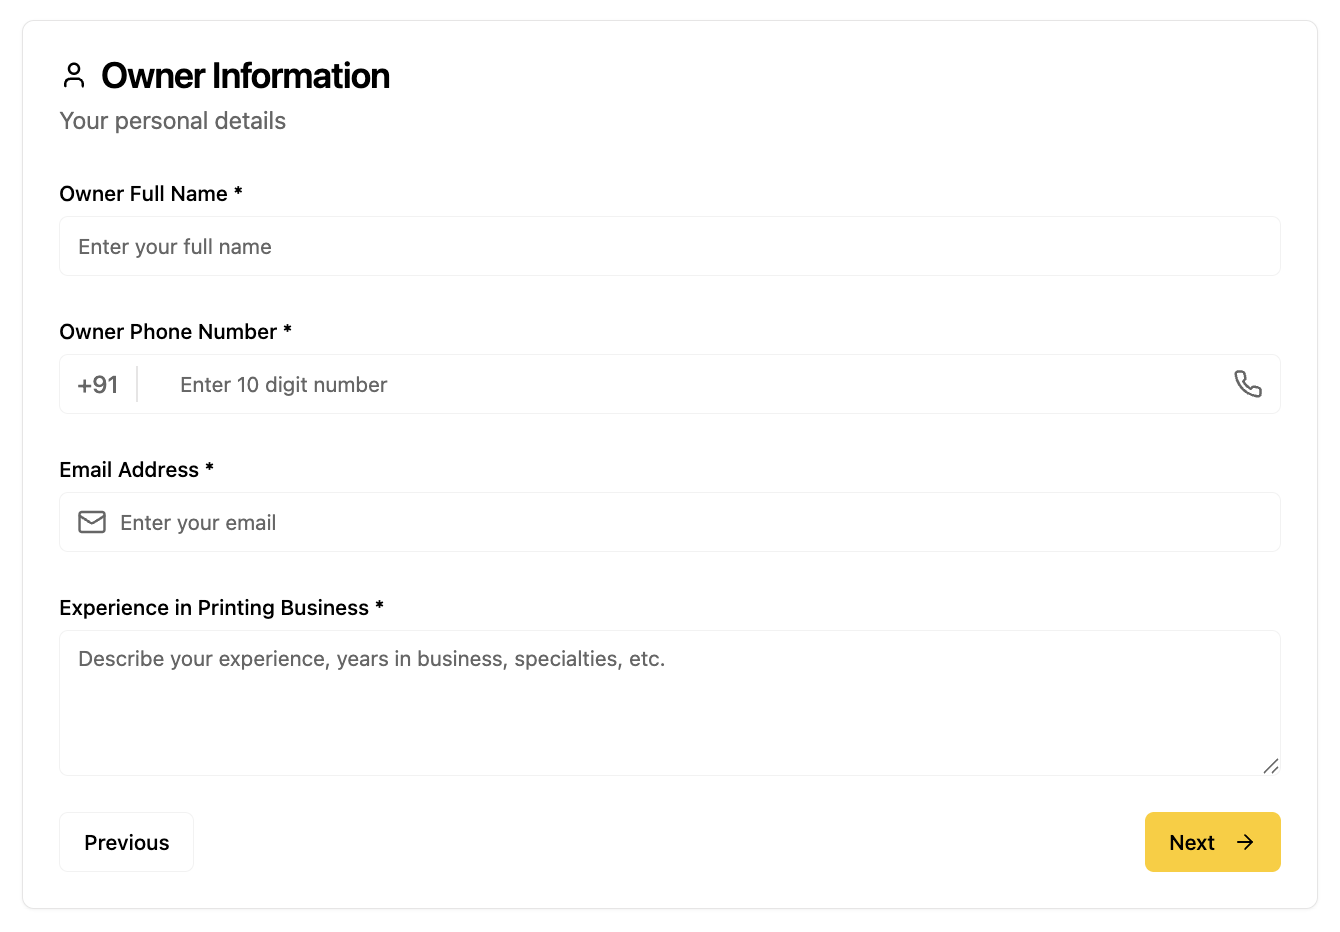 Owner Information
Your personal details
Owner Full Name *
Enter your full name
Owner Phone Number *
+91 Enter 10 digit number
Email Address *
Enter your email
Experience in Printing Business *
Describe your experience, years in business, specialties, etc.
Previous
Next